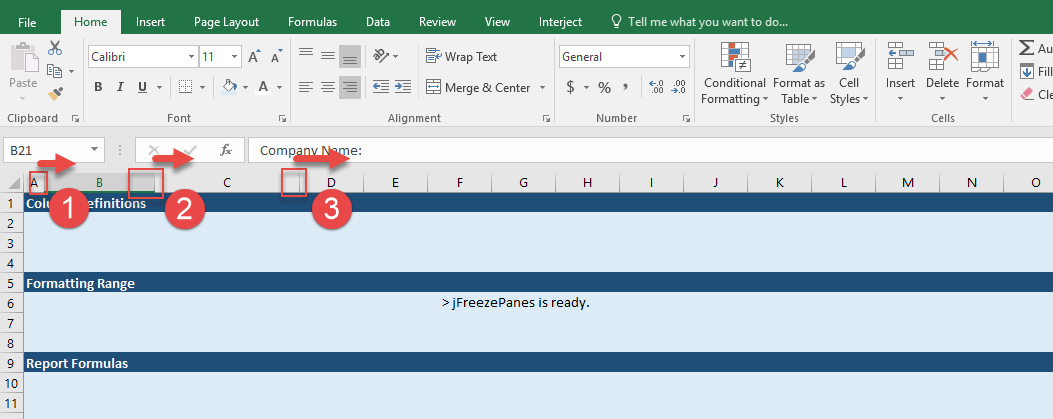 File Home Insert Page Layout Formulas Data Review View Interject Tell me what you want to do...
Calibri 11 A A Wrap Text General Au
Paste Conditional Format as Cell Insert Delete Format Fill
B I U A Merge & Center $ % , .00 .0 Formatting Table Styles Cle
Clipboard Font Alignment Number Styles Cells
B21 fx Company Name:
A B C D E F G H I J K L M N O
1 2 3
1 Colu efinitions
2
3
4
5 Formatting Range
6 > jFreezePanes is ready.
7
8
9 Report Formulas
10
11